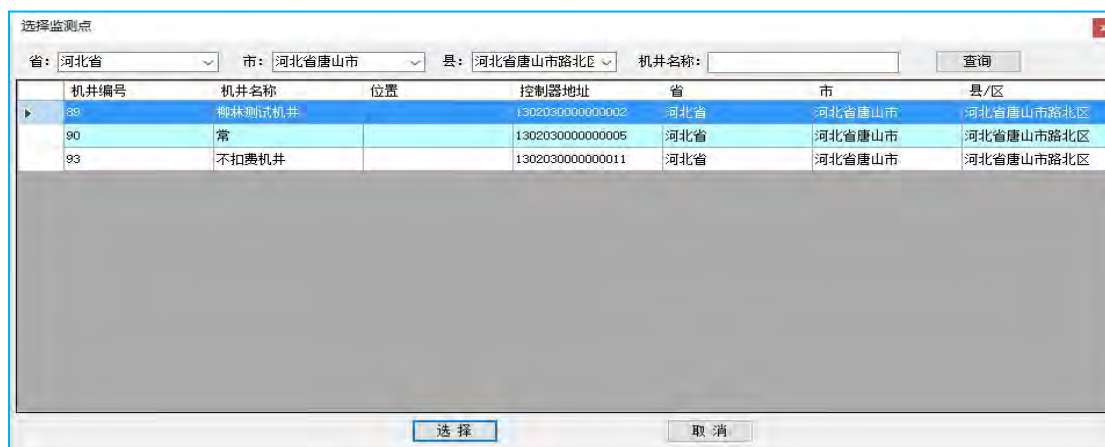 选择监测点
省： 河北省 市： 河北省唐山市 县： 河北省唐山市路北区 机井名称： 查询
机井编号 机井名称 位置 控制器地址 省 市 县/区
89 柳林测试机井 1302030000000002 河北省 河北省唐山市 河北省唐山市路北区
90 常 1302030000000005 河北省 河北省唐山市 河北省唐山市路北区
93 不扣费机井 1302030000000011 河北省 河北省唐山市 河北省唐山市路北区
选 择 取 消